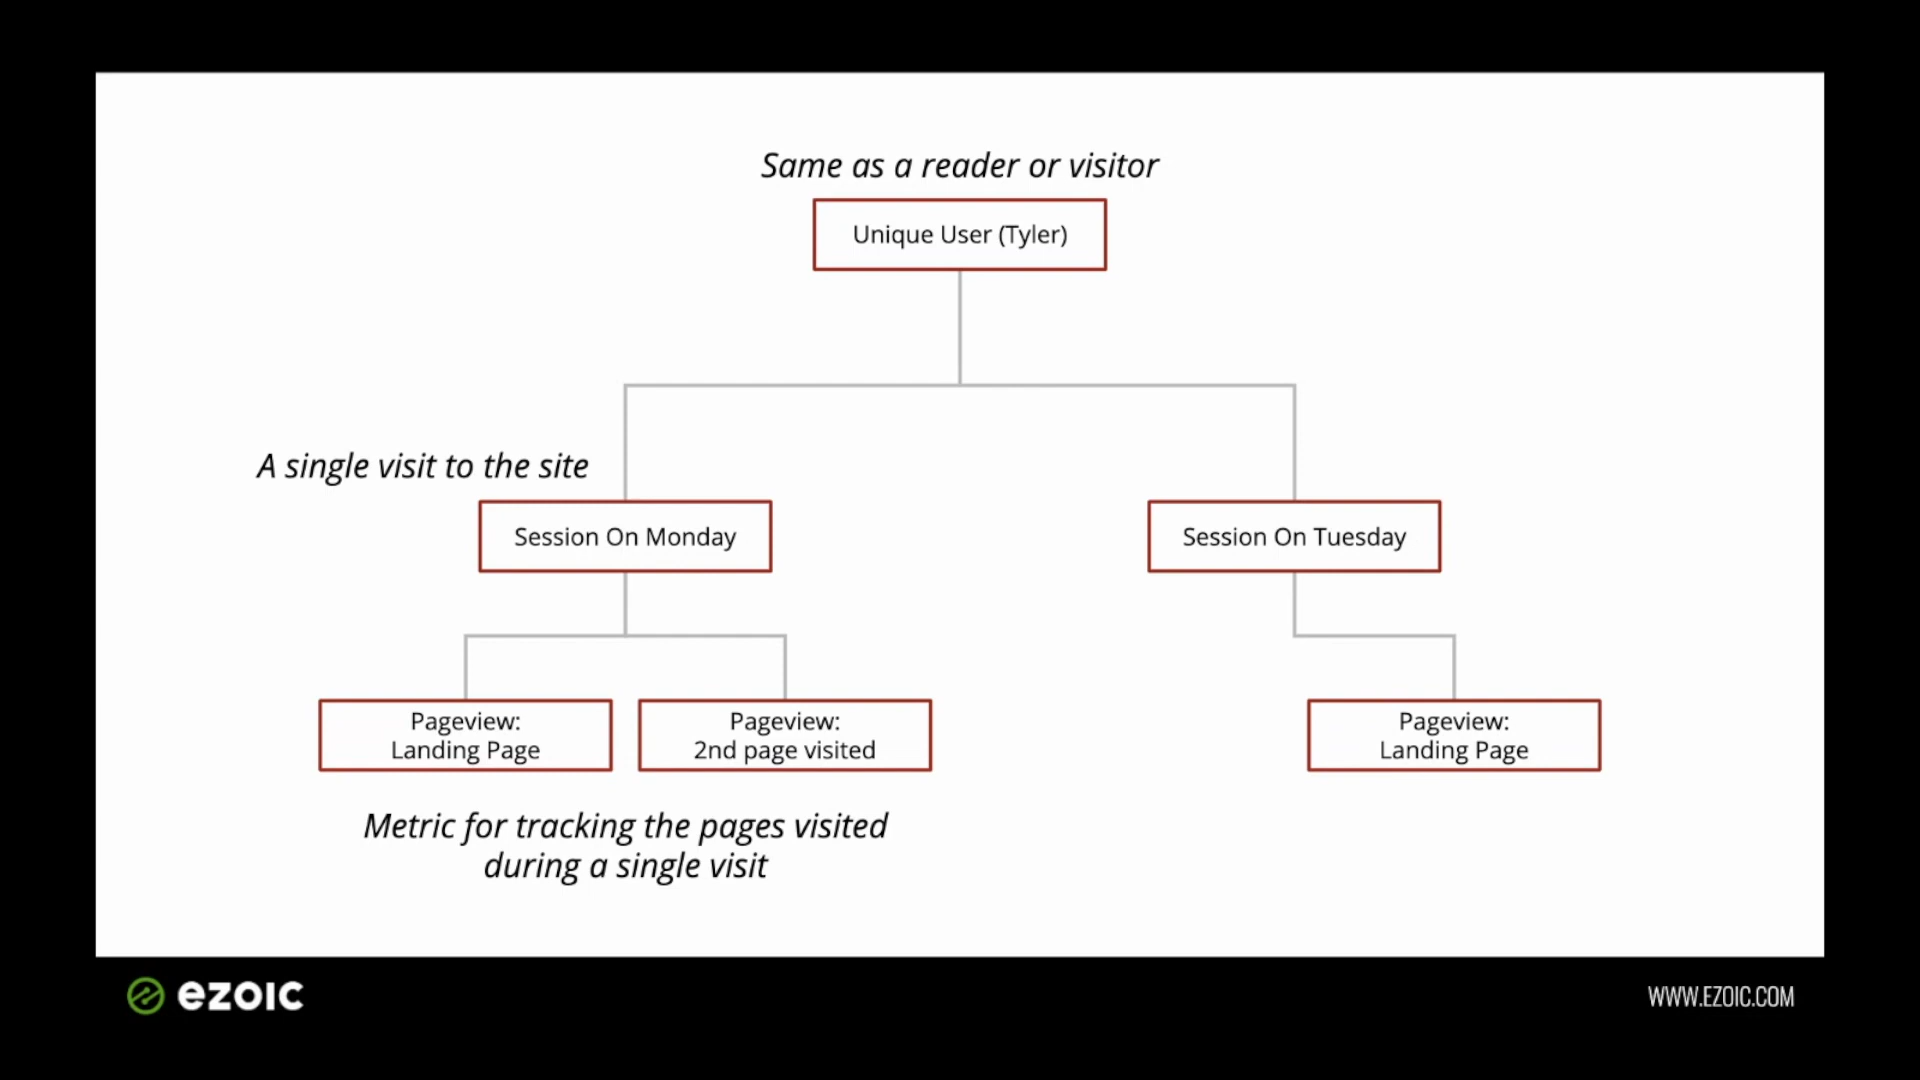 Same as a reader or visitor
Unique User (Tyler)
A single visit to the site
Session On Monday
Session On Tuesday
Pageview:
Landing Page
Pageview:
2nd page visited
Pageview:
Landing Page
Metric for tracking the pages visited
during a single visit
ezoic
WWW.EZOIC.COM